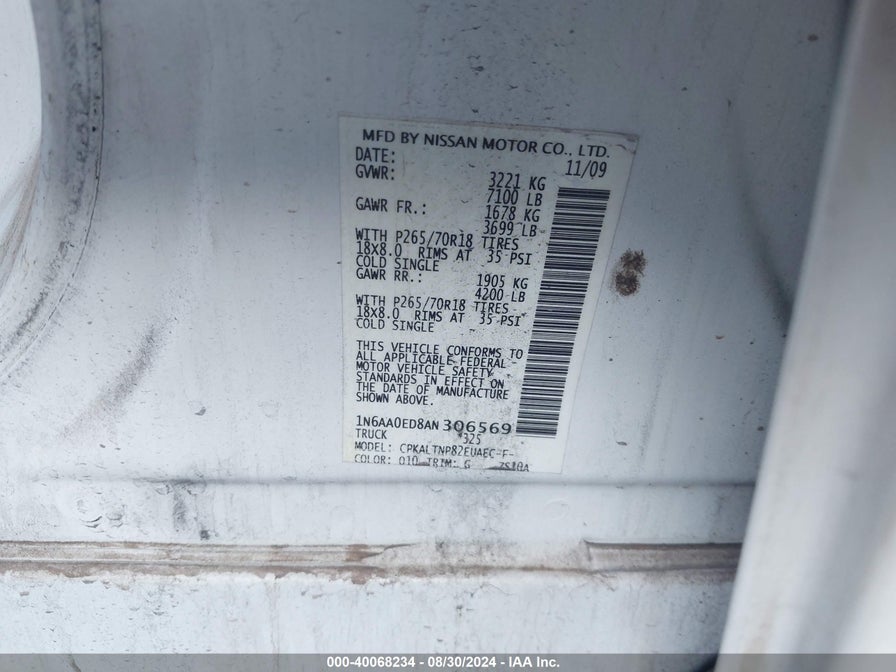 MFD BY NISSAN MOTOR CO., LTD.
DATE: 11/09
GVWR: 3221 KG
7100 LB
GAWR FR.: 1678 KG
3699 LB
WITH P265/70R18 TIRES
18X8.0 RIMS AT 35 PSI
COLD SINGLE
GAWR RR.: 1905 KG
4200 LB
WITH P265/70R18 TIRES
18X8.0 RIMS AT 35 PSI
COLD SINGLE
THIS VEHICLE CONFORMS TO
ALL APPLICABLE FEDERAL
MOTOR VEHICLE SAFETY
STANDARDS IN EFFECT ON
THE DATE OF MANUFACTURE
SHOWN ABOVE.
1N6AA0ED8AN306569
TRUCK 325
MODEL: CPKALTNP82EUAEC-F-
COLOR: 010 TRIM: G
000-40068234 - 08/30/2024 - IAA Inc.